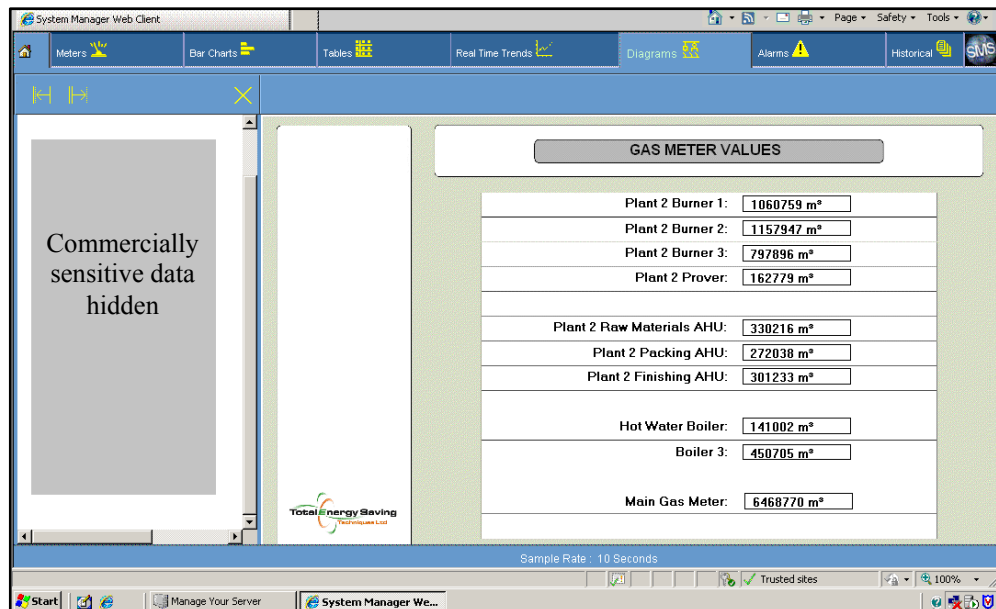 System Manager Web Client
Page Safety Tools
Meters Bar Charts Tables Real Time Trends Diagrams Alarms Historical SMS
Commercially
sensitive data
hidden
GAS METER VALUES
Plant 2 Burner 1: 1060759 m³
Plant 2 Burner 2: 1157947 m³
Plant 2 Burner 3: 797896 m³
Plant 2 Prover: 162779 m³
Plant 2 Raw Materials AHU: 330216 m³
Plant 2 Packing AHU: 272038 m³
Plant 2 Finishing AHU: 301233 m³
Hot Water Boiler: 141002 m³
Boiler 3: 450705 m³
Main Gas Meter: 6468770 m³
Total Energy Saving
Techniques Ltd
Sample Rate : 10 Seconds
Trusted sites 100%
Start Manage Your Server System Manager We...